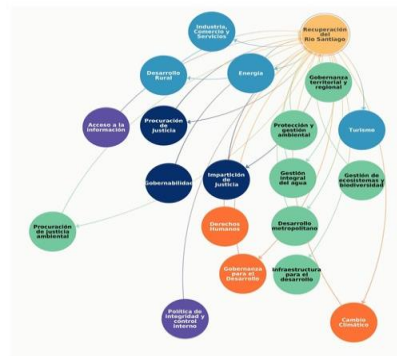 Industria,
Comercio y
Servicios
Recuperación
del
Río Santiago
Desarrollo
Rural
Energía
Gobernanza
territorial y
regional
Acceso a la
información
Procuración
de
Justicia
Protección y
gestión
ambiental
Turismo
Gobernabilidad
Impartición
de
Justicia
Gestión
integral
del agua
Gestión de
ecosistemas y
biodiversidad
Procuración
de justicia
ambiental
Derechos
Humanos
Desarrollo
metropolitano
Gobernanza
para el
Desarrollo
Infraestructura
para el
desarrollo
Política de
integridad y
control
interno
Cambio
Climático